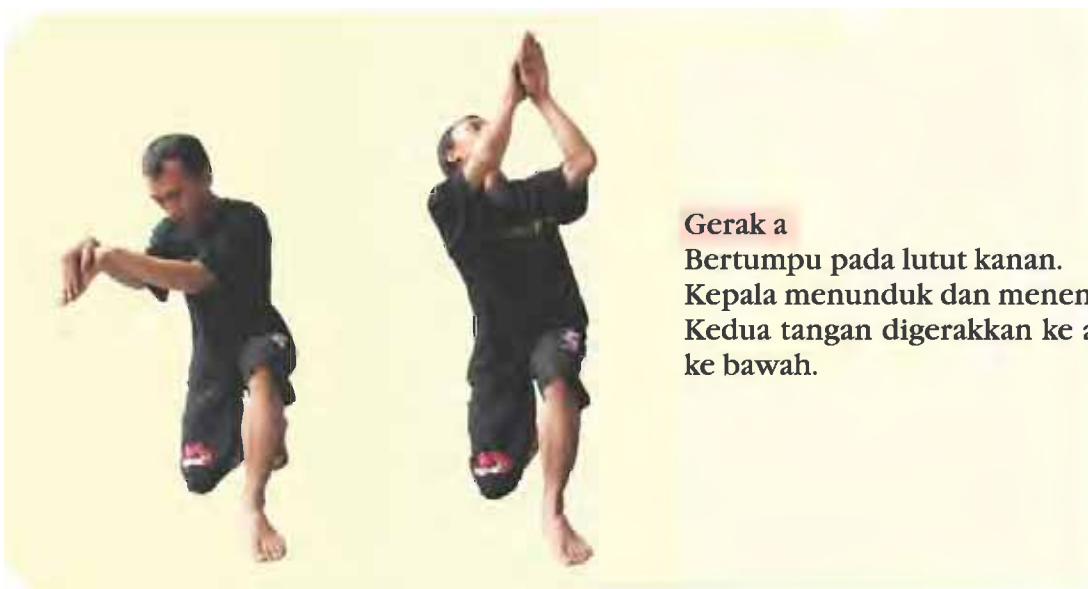 Gerak a
Bertumpu pada lutut kanan.
Kepala menunduk dan
Kedua tangan digerakkan ke
ke bawah.